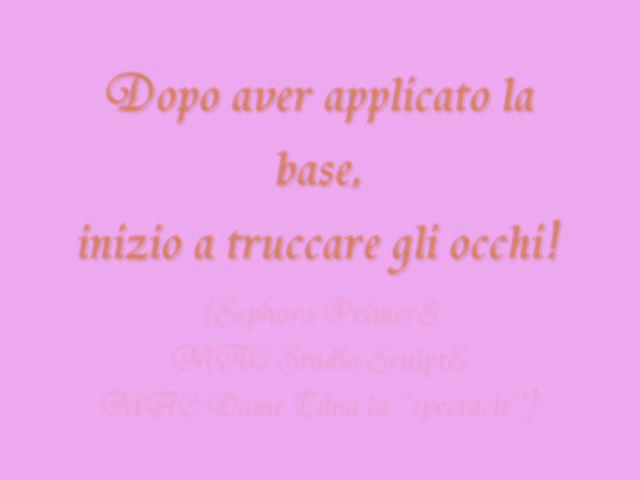 Dopo aver applicato la
base,
inizio a truccare gli occhi!
(Sephora Primer&
MAC Studio Sculpt&
MAC Dame Edna in "spectacle")